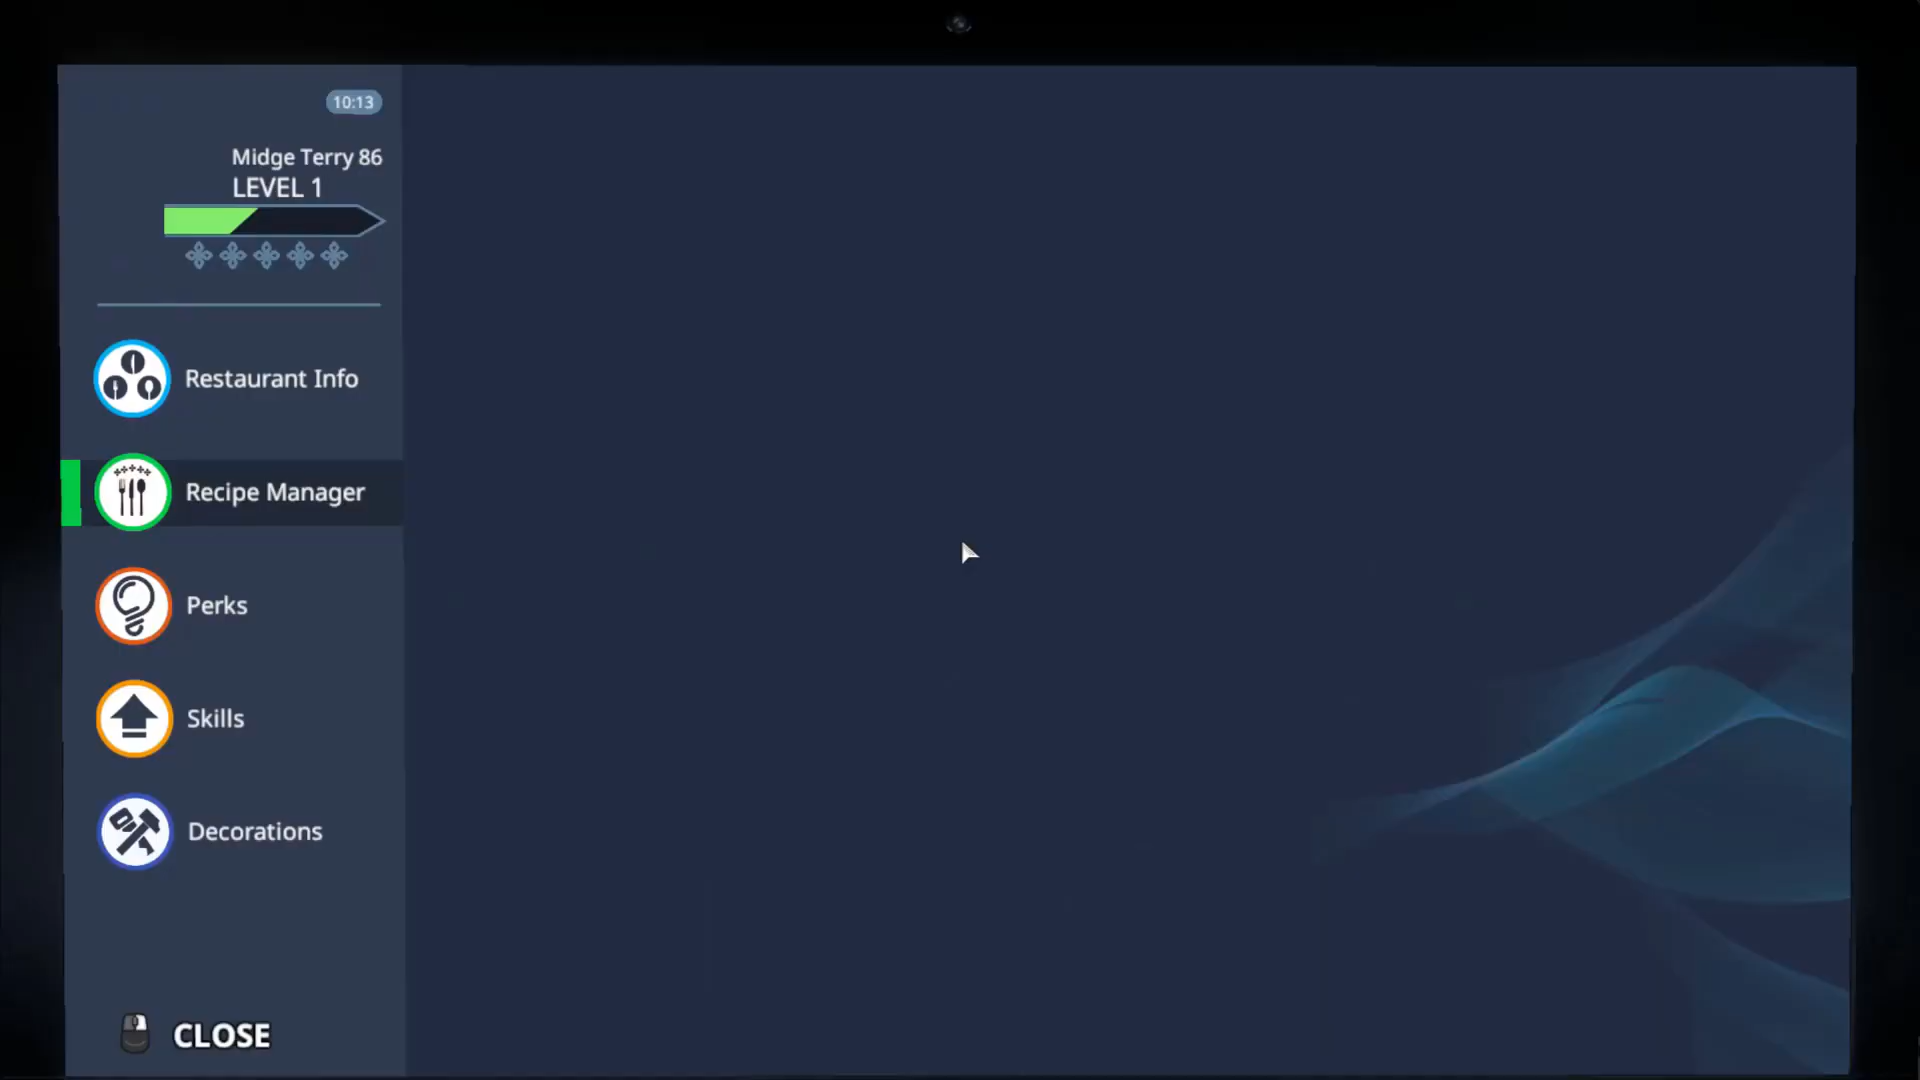 10:13
Midge Terry 86
LEVEL 1
Restaurant Info
Recipe Manager
Perks
Skills
Decorations
CLOSE